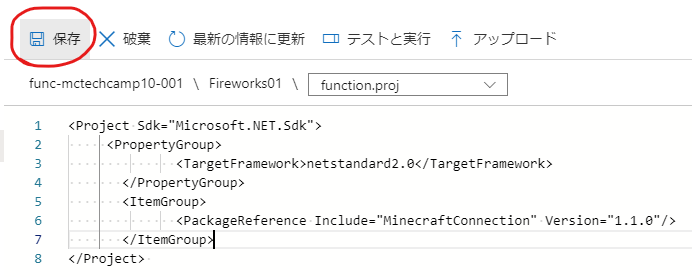 保存 破棄 最新の情報に更新 テストと実行 アップロード
func-mctechcamp10-001 \ Fireworks01 \ function.proj
1 <Project Sdk="Microsoft.NET.Sdk">
2 <PropertyGroup>
3 <TargetFramework>netstandard2.0</TargetFramework>
4 </PropertyGroup>
5 <ItemGroup>
6 <PackageReference Include="MinecraftConnection" Version="1.1.0"/>
7 </ItemGroup>
8 </Project>